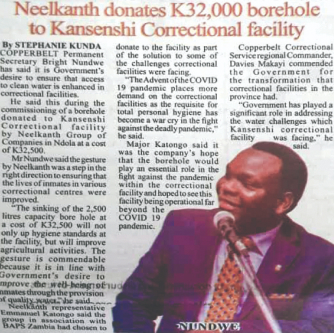 Neelkanth donates K32,000 borehole
to Kansenshi Correctional facility
By STEPHANIE KUNDA
COPPERBELT Permanent
Secretary Bright Nundwe
has said it is Government's
desire to ensure that access
to clean water is enhanced in
correctional facilities.
He said this during the
commissioning of a borehole
donated to Kansenshi
Correctional facility
by Neelkanth Group of
Companies in Ndola at a cost
of K32,500.
Mr Nundwe said the gesture
by Neelkanth was a step in the
right direction to ensuring that
the lives of inmates in various
correctional centres were
improved.
"The sinking of the 2,500
litres capacity bore hole at
a cost of K32,500 will not
only up hygiene standards at
the facility, but will improve
agricultural activities. The
gesture is commendable
because it is in line with
Government's desire to
mprove the well-being of
nmates through the provision
of quality water," he said.
Neelkanth representative
Emmanuel Katogo said the
group in association with
BAPS Zambia had chosen to
donate to the facility as part
of the solution to some of
the challenges correctional
facilities were facing.
"The Advent of the COVID
19 pandemic places more
demand on the correctional
facilities as the requisite for
total personal hygiene has
become a war cry in the fight
against the deadly pandemic,"
he said.
Major Katogo said it
was the company's hope
that the borehole would
play an essential role in the
fight against the pandemic
within the correctional
facility and hoped to see this
facility being operational far
beyond the
COVID 19
pandemic.
Copperbelt Correctional
Service regional Commander,
Davies Makayi commended
the Government for
the transformation that
correctional facilities in the
province had.
"Government has played a
significant role in addressing
the water challenges which
Kansenshi correctional
facility was facing," he
said.
NUNDWE